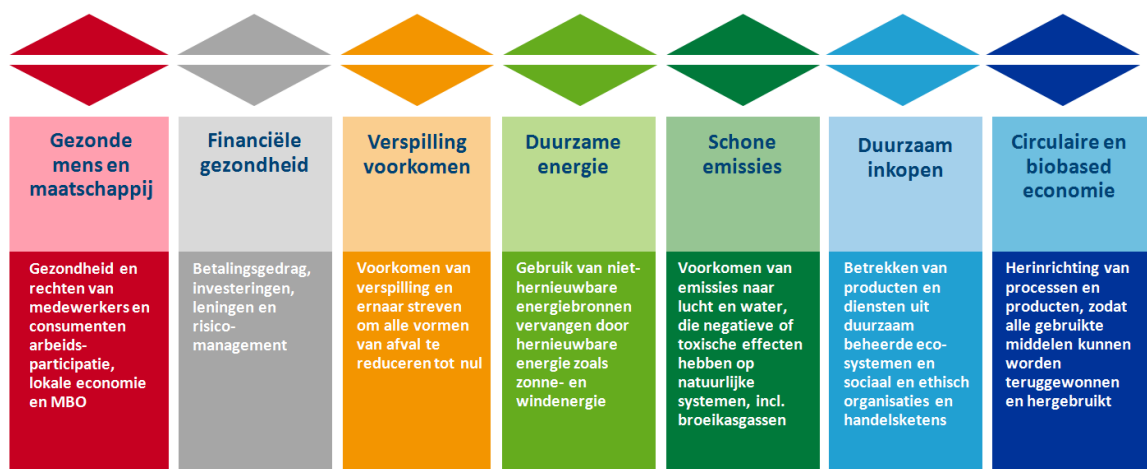 Gezonde
mens en
maatschappij
Gezondheid en
rechten van
medewerkers en
consumenten
arbeids-
participatie,
lokale economie
en MBO
Financiële
gezondheid
Betalingsgedrag,
investeringen,
leningen en
risico-
management
Verspilling
voorkomen
Voorkomen van
verspilling en
ernaar streven
om alle vormen
van afval te
reduceren tot nul
Duurzame
energie
Gebruik van niet-
hernieuwbare
energiebronnen
vervangen door
hernieuwbare
energie zoals
zonne- en
windenergie
Schone
emissies
Voorkomen van
emissies naar
lucht en water,
die negatieve of
toxische effecten
hebben op
natuurlijke
systemen, incl.
broeikasgassen
Duurzaam
inkopen
Betrekken van
producten en
diensten uit
duurzaam
beheerde eco-
systemen en
sociaal en ethisch
organisaties en
handelsketens
Circulaire en
biobased
economie
Herinrichting van
processen en
producten, zodat
alle gebruikte
middelen kunnen
worden
teruggewonnen
en hergebruikt